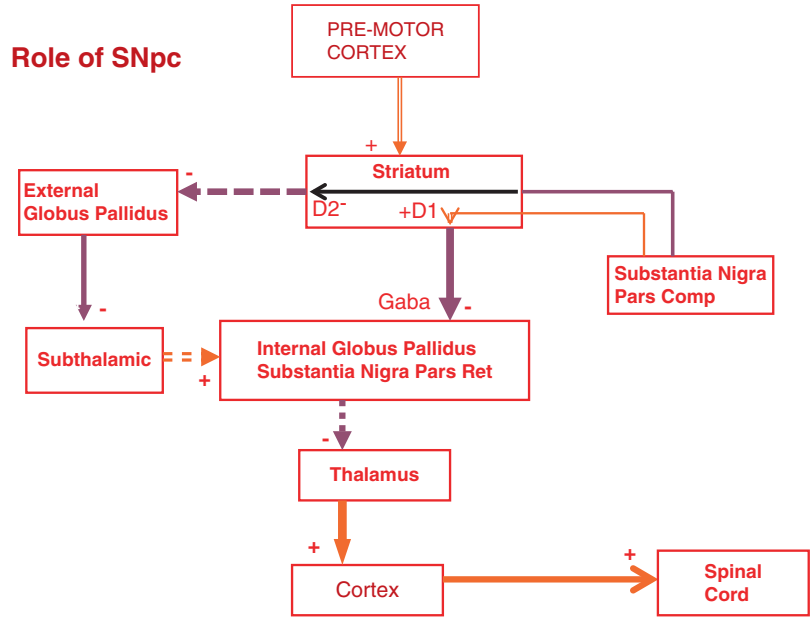 PRE-MOTOR
CORTEX
Role of SNpc
+
Striatum
-
External
Globus Pallidus
D2-
+D1
Substantia Nigra
Pars Comp
Gaba
-
-
Subthalamic
+
Internal Globus Pallidus
Substantia Nigra Pars Ret
-
Thalamus
+
Cortex
+
Spinal
Cord